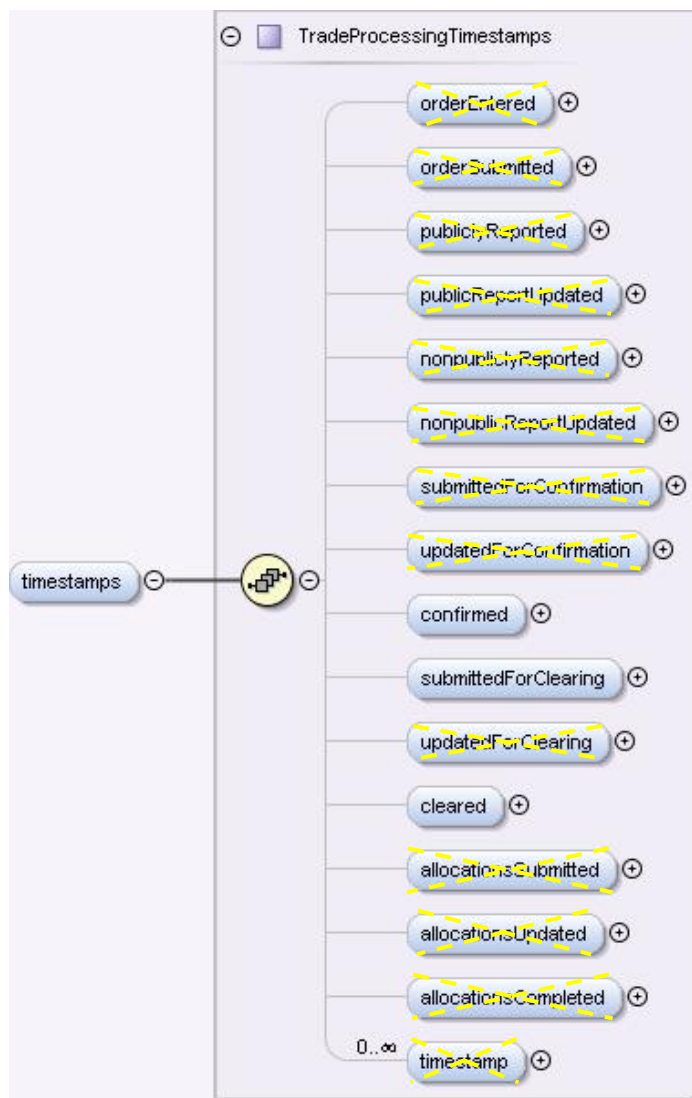 TradeProcessingTimestamps
orderEntered
orderSubmitted
publiclyReported
publicReportUpdated
nonpubliclyReported
nonpublicReportUpdated
submittedForConfirmation
updatedForConfirmation
timestamps
confirmed
submittedForClearing
updatedForClearing
cleared
allocationsSubmitted
allocationsUpdated
allocationsCompleted
0..∞
timestamp